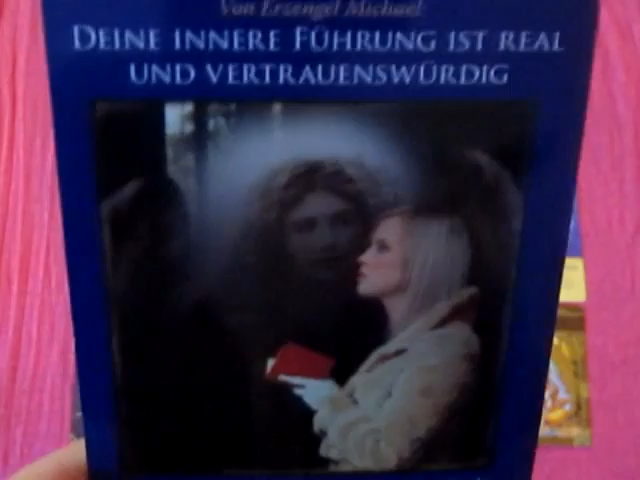 Von Erzengel Michael
DEINE INNERE FÜHRUNG IST REAL
UND VERTRAUENSWÜRDIG